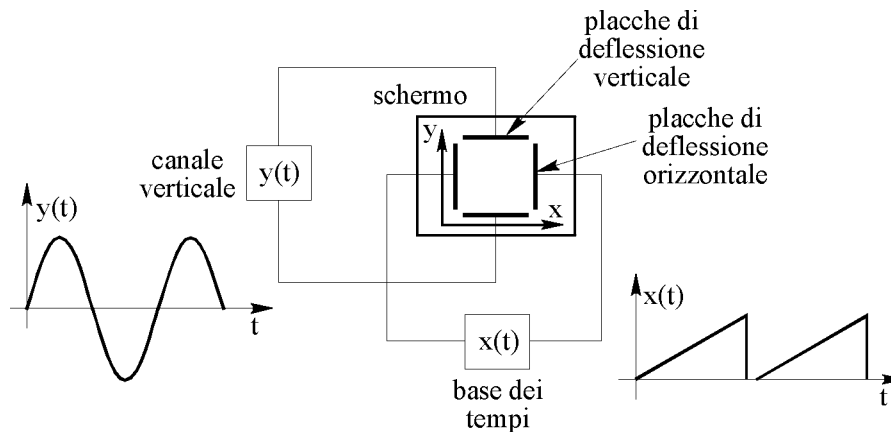 placche di
deflessione
verticale
schermo
y
placche di
deflessione
orizzontale
canale
verticale
y(t)
x
y(t)
t
x(t)
base dei
tempi
x(t)
t